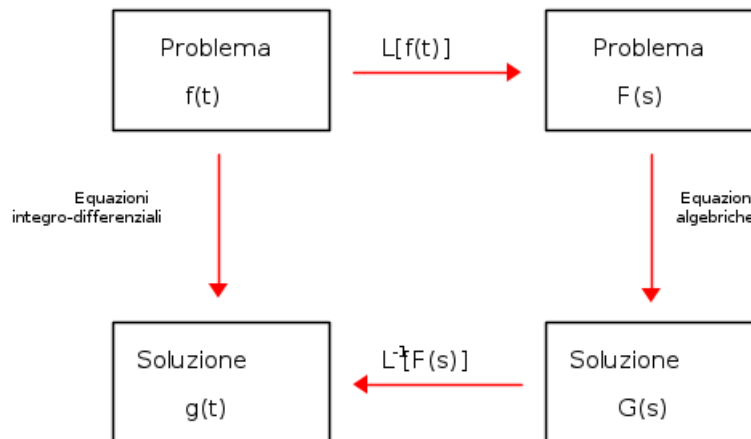 Problema
f(t)
L[f(t)]
Problema
F(s)
Equazioni
integro-differenziali
Equazion
algebriche
Soluzione
g(t)
L⁻¹[F(s)]
Soluzione
G(s)